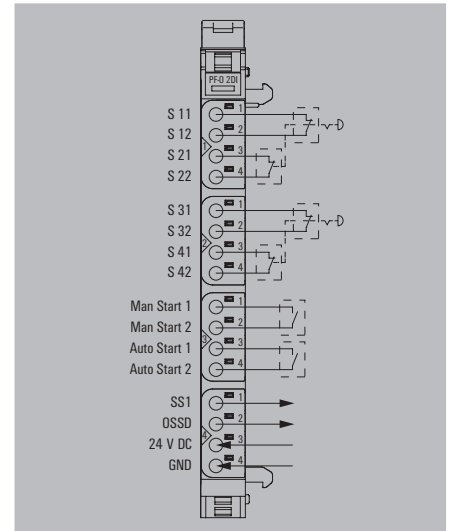 PF-O 2DI
S 11 1
S 12 2
1
S 21 3
S 22 4
S 31 1
S 32 2
2
S 41 3
S 42 4
Man Start 1 1
Man Start 2 2
3
Auto Start 1 3
Auto Start 2 4
SS1 1
OSSD 2
4
24 V DC 3
GND 4